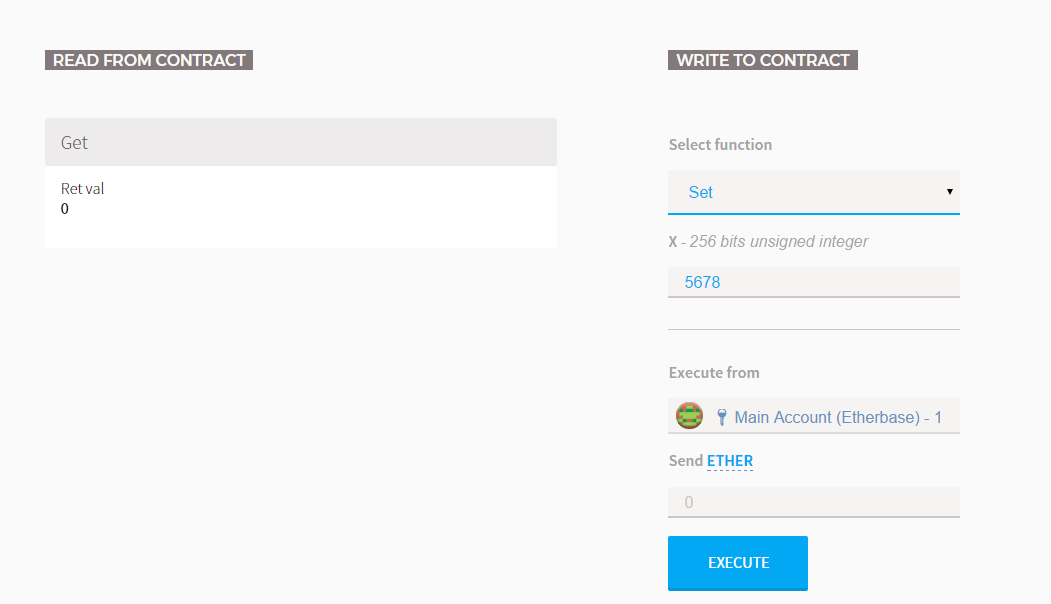 READ FROM CONTRACT
Get
Ret val
0
WRITE TO CONTRACT
Select function
Set
X - 256 bits unsigned integer
5678
Execute from
Main Account (Etherbase) - 1
Send ETHER
0
EXECUTE